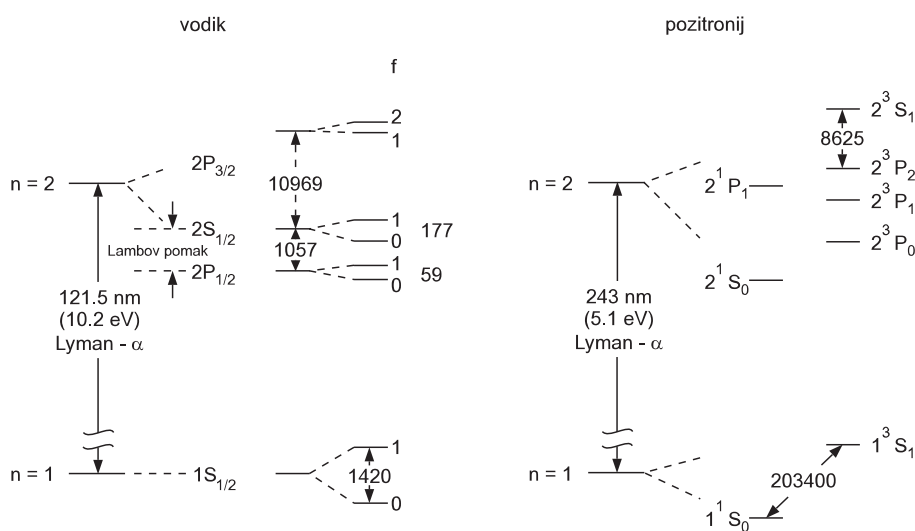 vodik
f
2
1
2P3/2
10969
n = 2
2S1/2
1
0
177
Lambov pomak
1057
2P1/2
1
0
59
121.5 nm
(10.2 eV)
Lyman - α
n = 1
1S1/2
1
1420
0
pozitronij
2³S₁
8625
2³P₂
n = 2
2¹P₁
2³P₁
2³P₀
2¹S₀
243 nm
(5.1 eV)
Lyman - α
1³S₁
n = 1
203400
1¹S₀